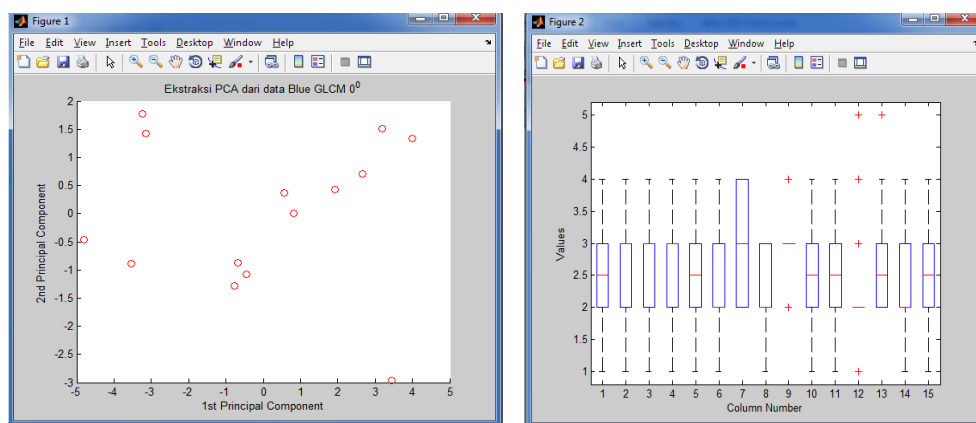 Figure 1
File Edit View Insert Tools Desktop Window Help
Ekstraksi PCA dari data Blue GLCM 0⁰
2
1.5
1
0.5
0
-0.5
-1
-1.5
-2
-2.5
-3
2nd Principal Component
-5 -4 -3 -2 -1 0 1 2 3 4 5
1st Principal Component
Figure 2
File Edit View Insert Tools Desktop Window Help
5
4.5
4
3.5
3
2.5
2
1.5
1
Values
1 2 3 4 5 6 7 8 9 10 11 12 13 14 15
Column Number